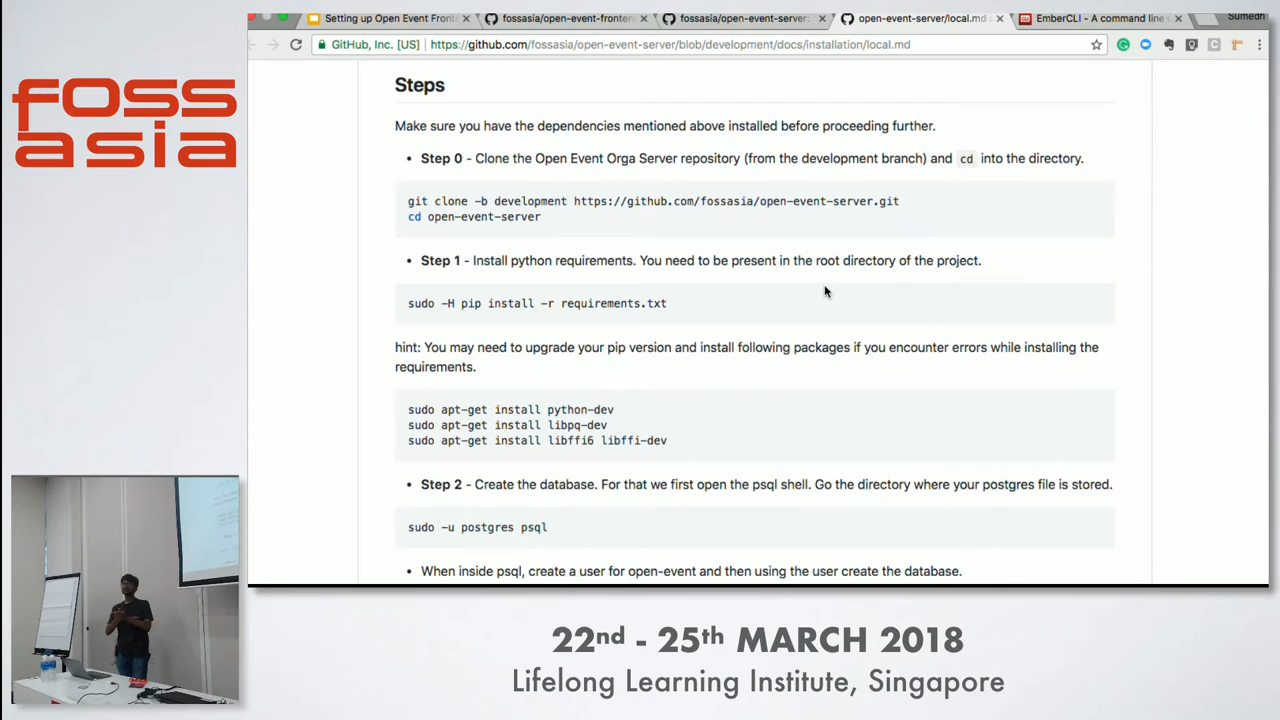 foss
asia
Setting up Open Event Front
fossasia/open-event-fronten
fossasia/open-event-server:
open-event-server/local.md
EmberCLI - A command line
Sumedh
GitHub, Inc. [US] https://github.com/fossasia/open-event-server/blob/development/docs/installation/local.md
Steps
Make sure you have the dependencies mentioned above installed before proceeding further.
• Step 0 - Clone the Open Event Orga Server repository (from the development branch) and cd into the directory.
git clone -b development https://github.com/fossasia/open-event-server.git
cd open-event-server
• Step 1 - Install python requirements. You need to be present in the root directory of the project.
sudo -H pip install -r requirements.txt
hint: You may need to upgrade your pip version and install following packages if you encounter errors while installing the
requirements.
sudo apt-get install python-dev
sudo apt-get install libpq-dev
sudo apt-get install libffi6 libffi-dev
• Step 2 - Create the database. For that we first open the psql shell. Go the directory where your postgres file is stored.
sudo -u postgres psql
• When inside psql, create a user for open-event and then using the user create the database.
22nd - 25th MARCH 2018
Lifelong Learning Institute, Singapore